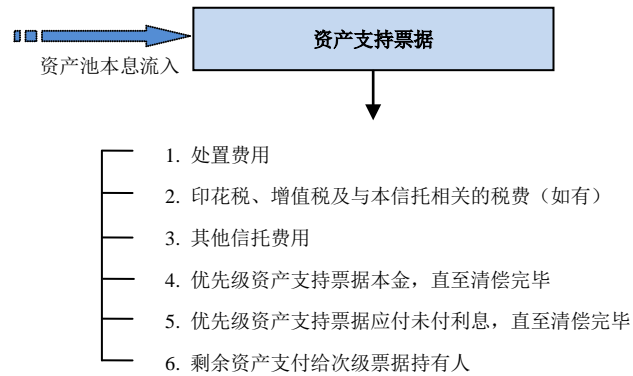 资产支持票据
资产池本息流入
1. 处置费用
2. 印花税、增值税及与本信托相关的税费（如有）
3. 其他信托费用
4. 优先级资产支持票据本金，直至清偿完毕
5. 优先级资产支持票据应付未付利息，直至清偿完毕
6. 剩余资产支付给次级票据持有人